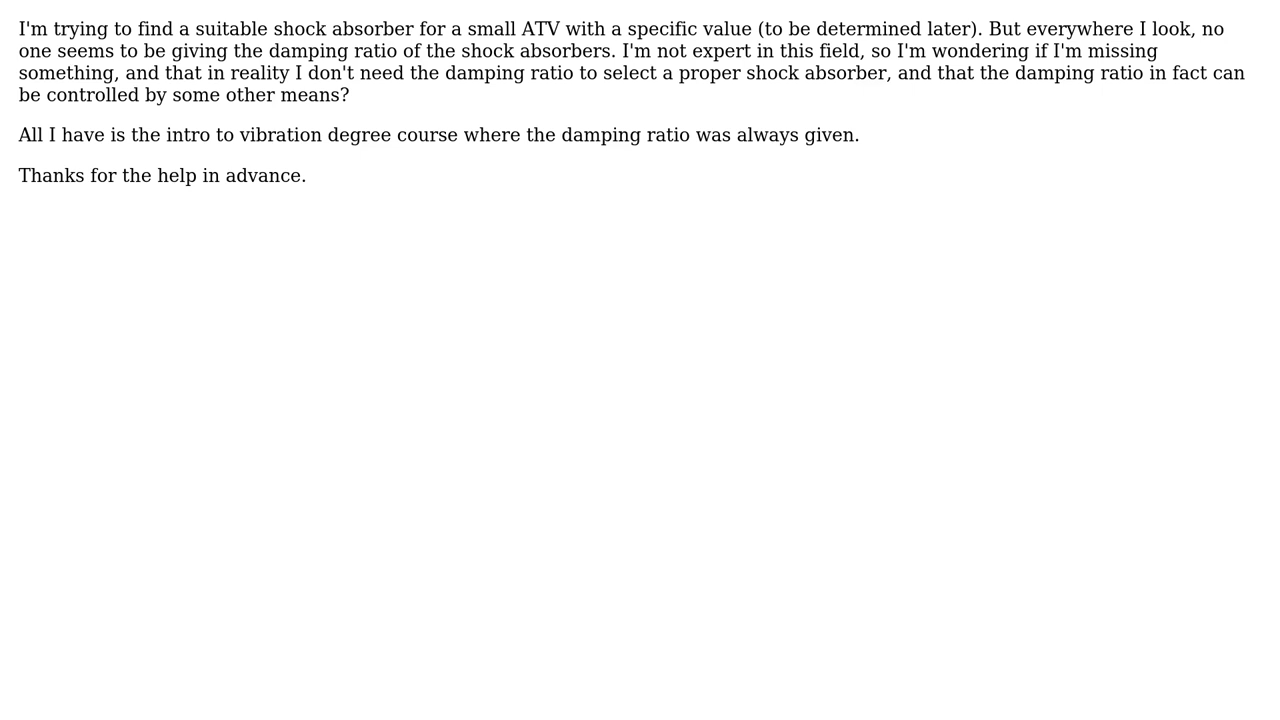 I'm trying to find a suitable shock absorber for a small ATV with a specific value (to be determined later). But everywhere I look, no
one seems to be giving the damping ratio of the shock absorbers. I'm not expert in this field, so I'm wondering if I'm missing
something, and that in reality I don't need the damping ratio to select a proper shock absorber, and that the damping ratio in fact can
be controlled by some other means?
All I have is the intro to vibration degree course where the damping ratio was always given.
Thanks for the help in advance.